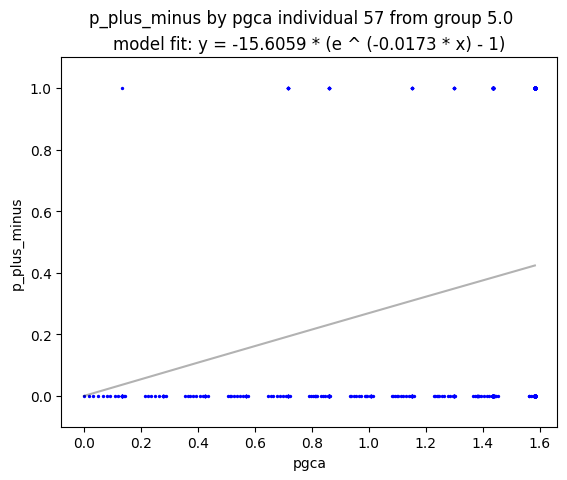 p_plus_minus by pgca individual 57 from group 5.0
model fit: y = -15.6059 * (e ^ (-0.0173 * x) - 1)
1.0
0.8
0.6
0.4
0.2
0.0
p_plus_minus
0.0 0.2 0.4 0.6 0.8 1.0 1.2 1.4 1.6
pgca